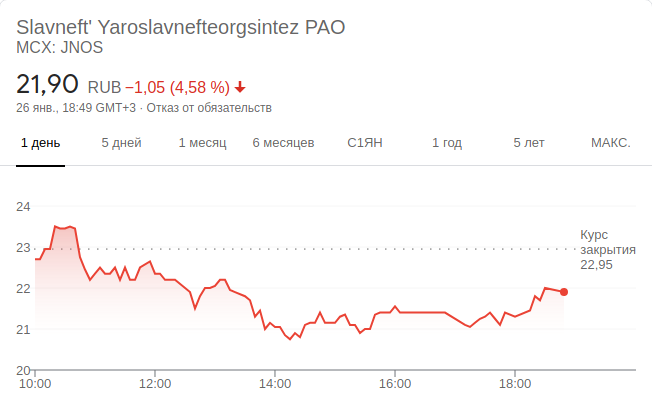 Slavneft' Yaroslavnefteorgsintez PAO
MCX: JNOS
21,90 RUB −1,05 (4,58 %)
26 янв., 18:49 GMT+3 · Отказ от обязательств
1 день 5 дней 1 месяц 6 месяцев С1ЯН 1 год 5 лет МАКС.
24
23
22
21
20
Курс
закрытия
22,95
10:00 12:00 14:00 16:00 18:00